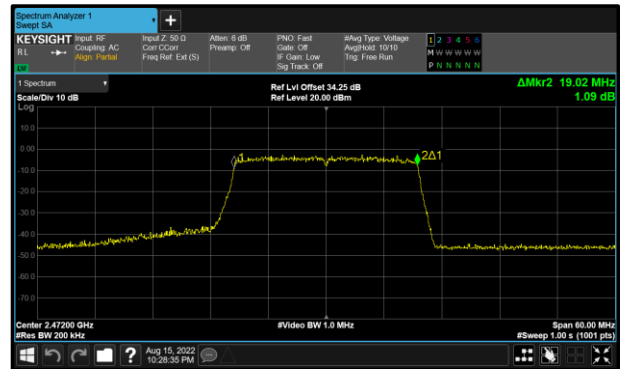 Spectrum Analyzer 1
Swept SA
+
KEYSIGHT Input: RF Input Z: 50 Ω Atten: 6 dB PNO: Fast #Avg Type: Voltage 1 2 3 4 5 6
RL Coupling: AC Corr CCorr Preamp: Off Gate: Off Avg|Hold: 10/10 M W W W W W
Align: Partial Freq Ref: Ext (S) IF Gain: Low Trig: Free Run
Sig Track: Off P N N N N N
LW
1 Spectrum
Ref Lvl Offset 34.25 dB ΔMkr2 19.02 MHz
Scale/Div 10 dB Ref Level 20.00 dBm 1.09 dB
Log
10.0
0.00
1 2Δ1
-10.0
-20.0
-30.0
-40.0
-50.0
-60.0
-70.0
Center 2.47200 GHz #Video BW 1.0 MHz Span 60.00 MHz
#Res BW 200 kHz #Sweep 1.00 s (1001 pts)
? Aug 15, 2022
10:28:35 PM